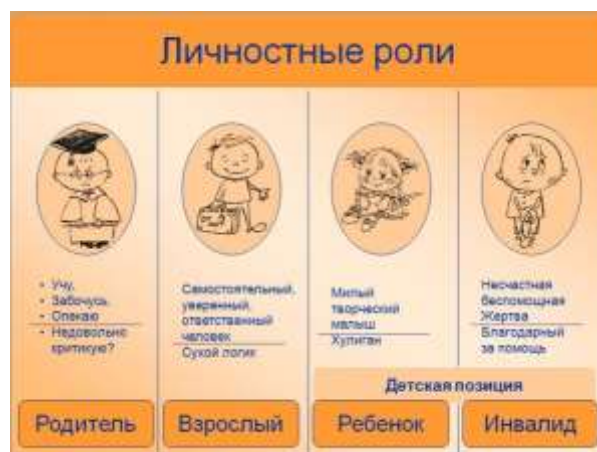 Личностные роли
• Учу,
• Забочусь,
• Опекаю
• Недовольно
критикую?
Самостоятельный,
уверенный,
ответственный
человек
Сухой логик
Милый
творческий
малыш
Хулиган
Несчастная
беспомощная
Жертва
Благодарный
за помощь
Детская позиция
Родитель
Взрослый
Ребенок
Инвалид